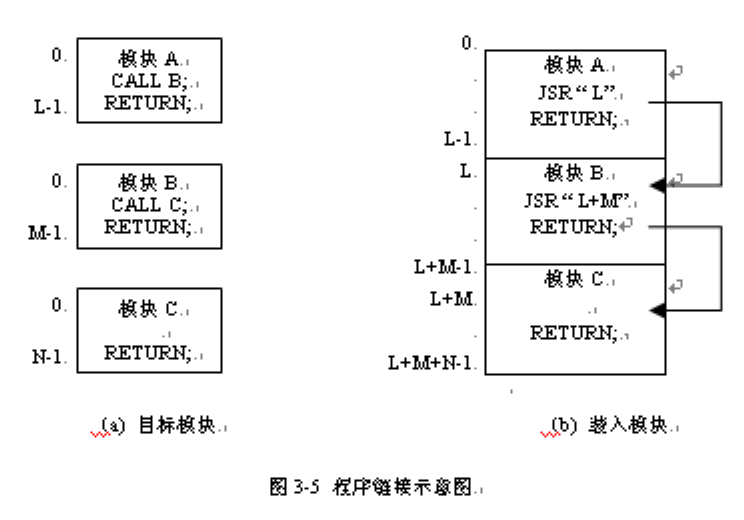 0.
模块 A
CALL B;
L-1.
RETURN;
0.
模块 B
CALL C;
M-1.
RETURN;
0.
模块 C
N-1.
RETURN;
(a) 目标模块
0.
模块 A
JSR “L”
RETURN;
L-1.
L.
模块 B
JSR “L+M”
RETURN;
L+M-1.
L+M.
模块 C
RETURN;
L+M+N-1.
(b) 装入模块
图 3-5 程序链接示意图